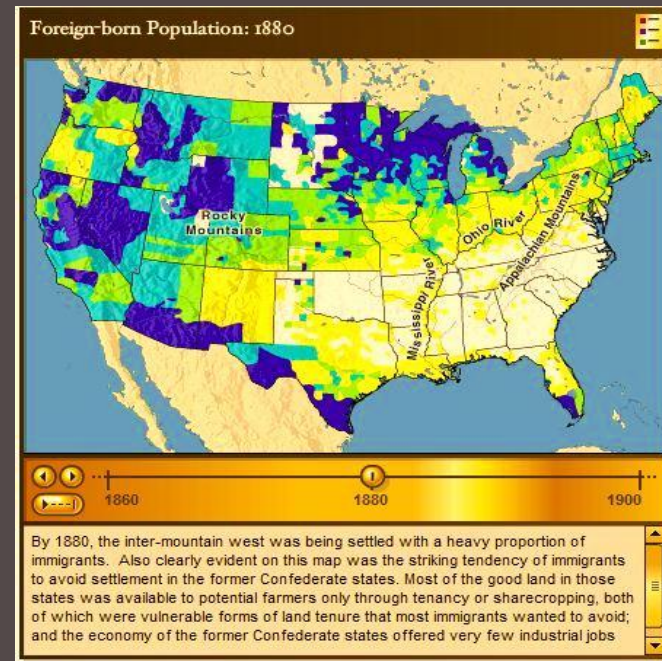 Foreign-born Population: 1880
Rocky
Mountains
Mississippi River
Ohio River
Appalachian Mountains
1860
1880
1900
By 1880, the inter-mountain west was being settled with a heavy proportion of
immigrants. Also clearly evident on this map was the striking tendency of immigrants
to avoid settlement in the former Confederate states. Most of the good land in those
states was available to potential farmers only through tenancy or sharecropping, both
of which were vulnerable forms of land tenure that most immigrants wanted to avoid;
and the economy of the former Confederate states offered very few industrial jobs